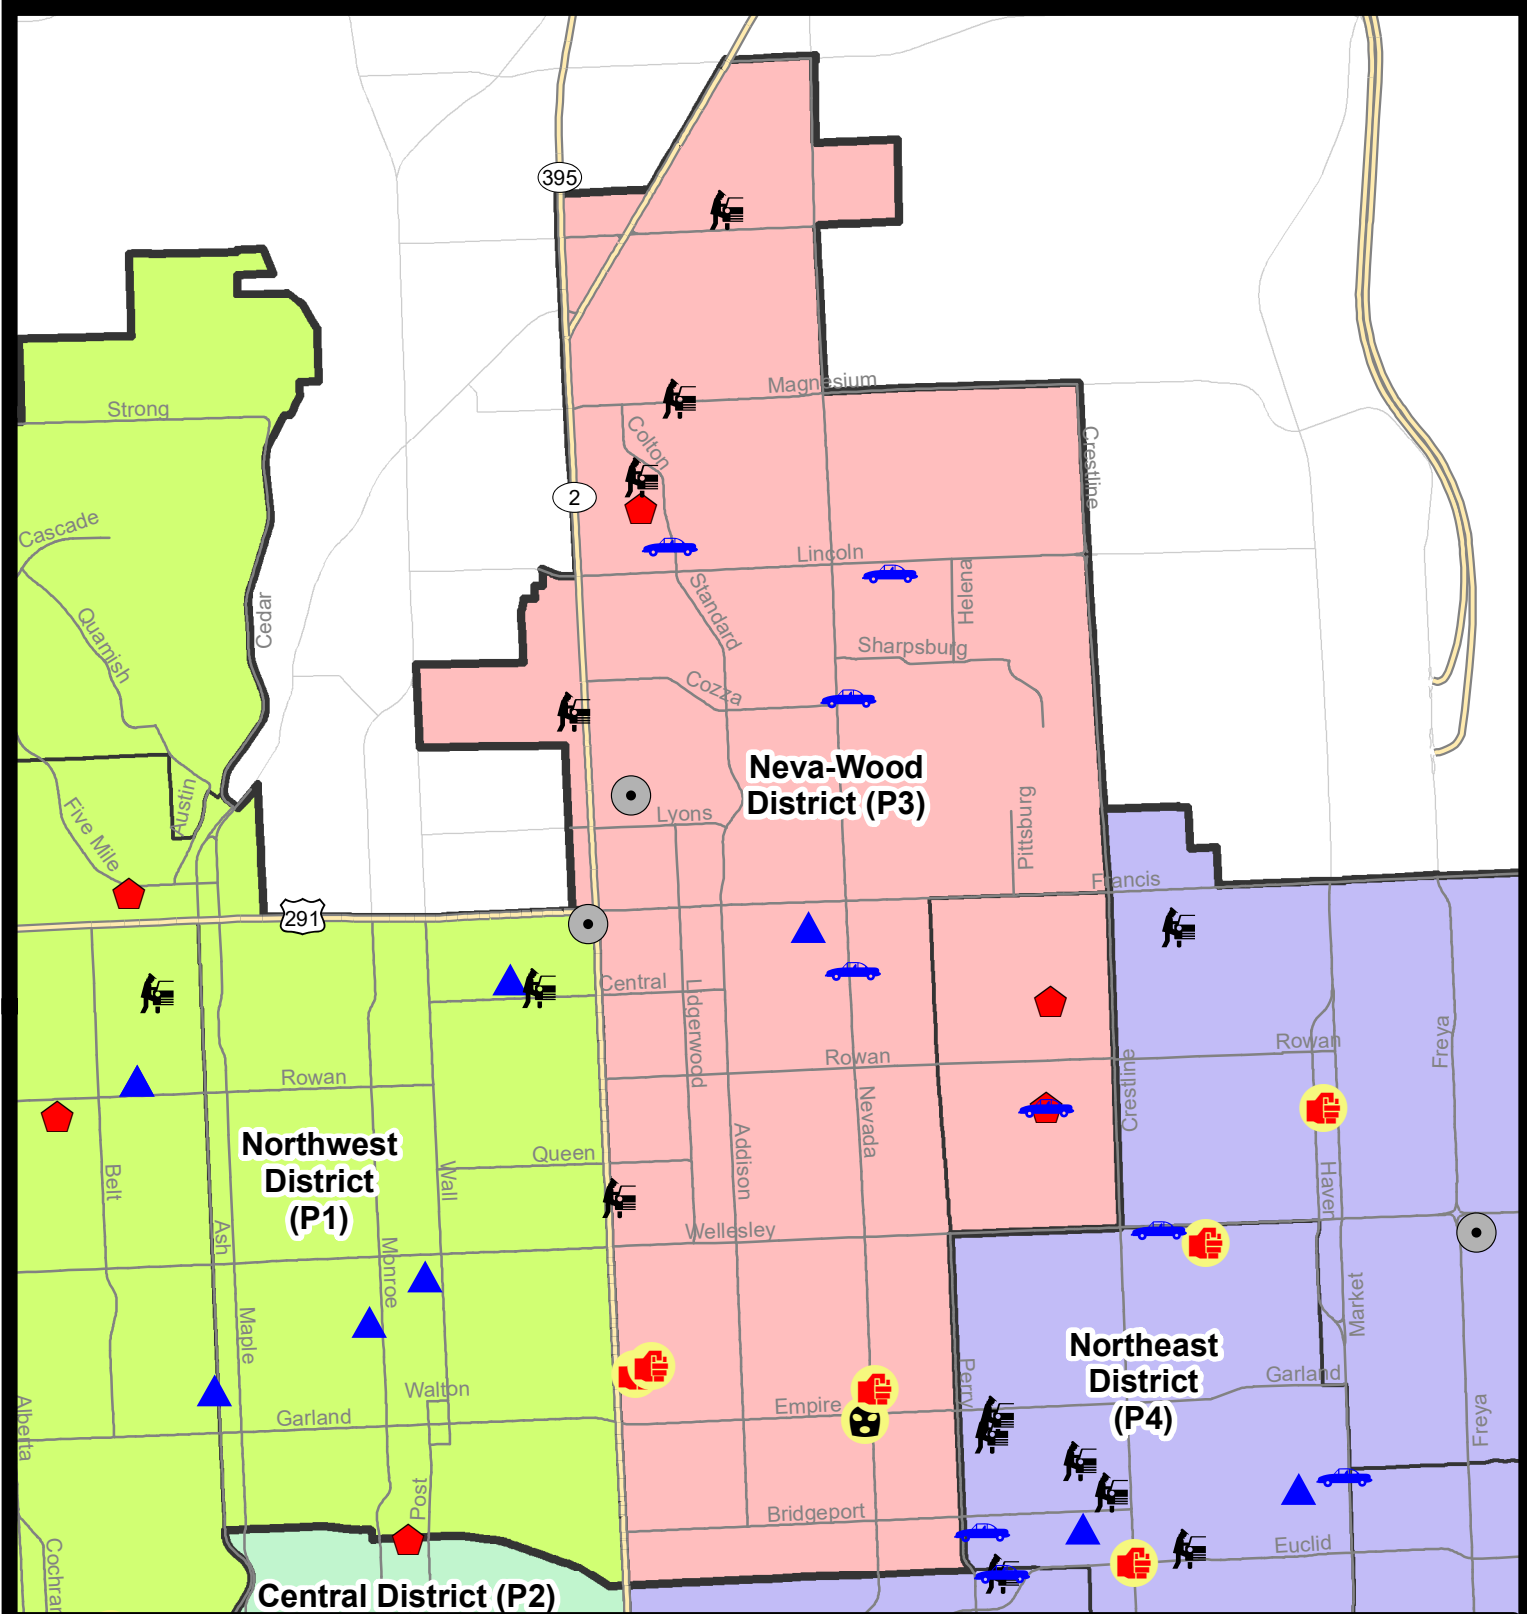 395
Magnesium
Strong
Colton
Crestline
2
Cascade
Lincoln
Helena
Standard
Cedar
Quamish
Sharpsburg
Cozza
Neva-Wood
District (P3)
Austin
Five Mile
Lyons
Pittsburg
Francis
291
Central
Lidgerwood
Freya
Rowan
Rowan
Rowan
Crestline
Nevada
Northwest
District
(P1)
Queen
Addison
Belt
Wall
Haven
Ash
Wellesley
Monroe
Maple
Market
Northeast
District
(P4)
Perry
Garland
Walton
Empire
Garland
Alberta
Freya
Post
Bridgeport
Euclid
Cochran
Central District (P2)